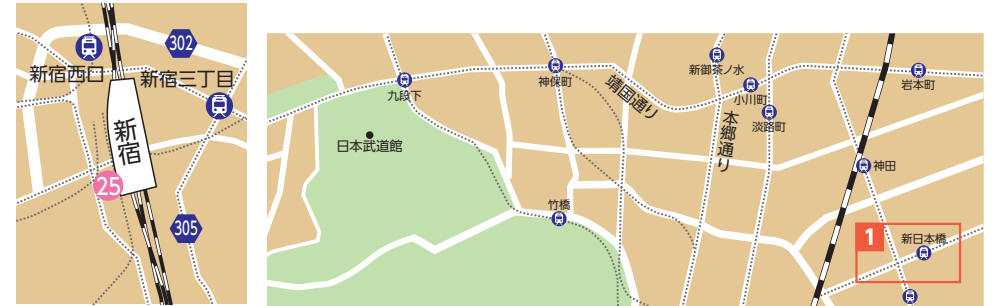 302
新宿西口
新宿三丁目
新宿
25
305
新御茶ノ水
神保町
九段下
靖国通り
小川町
岩本町
淡路町
本郷通り
日本武道館
神田
竹橋
1
新日本橋